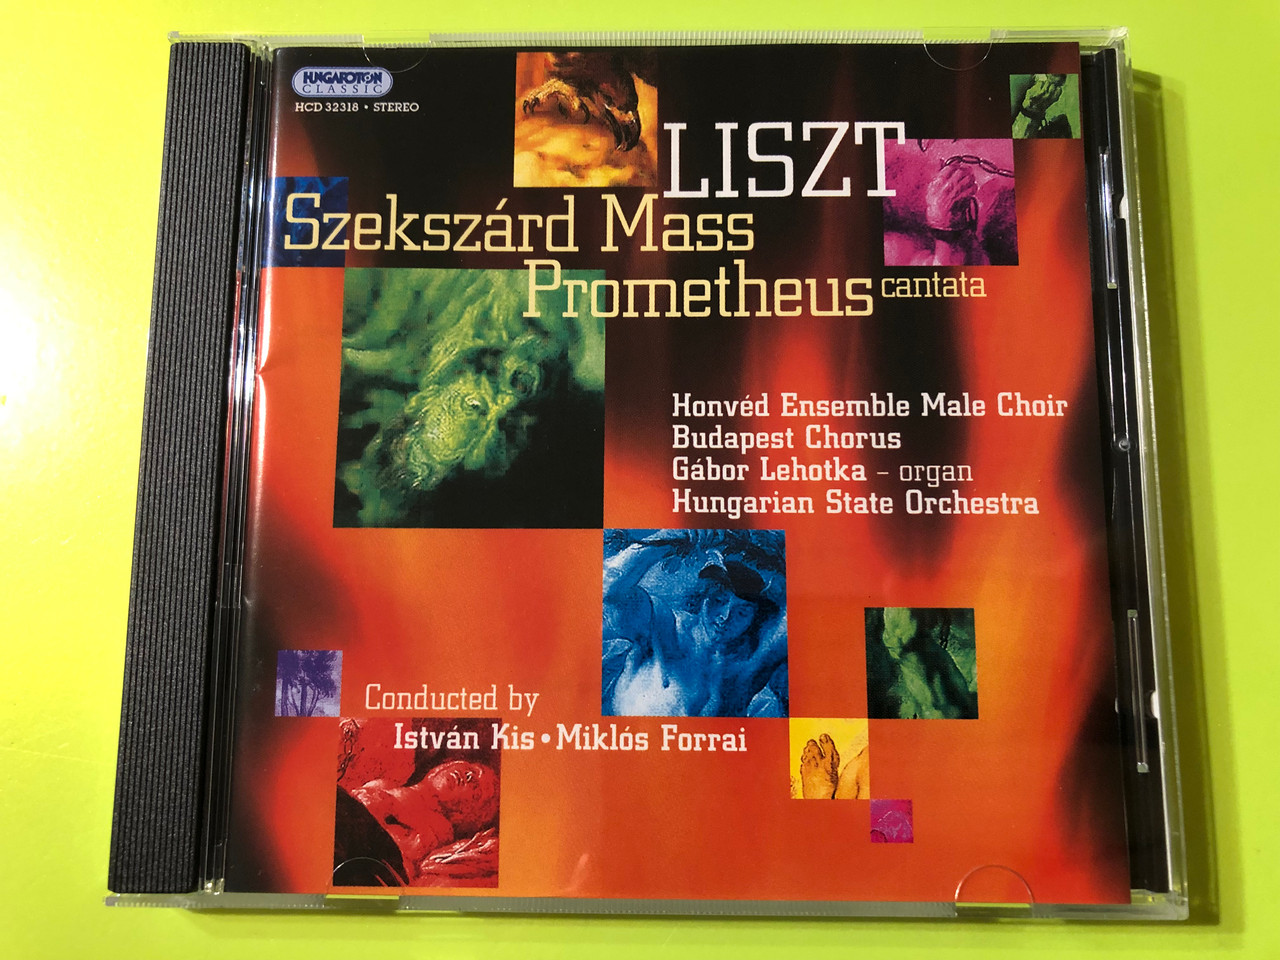 HUNGAROTON
CLASSIC
HCD 32318 • STEREO
LISZT
Szekszárd Mass
Prometheus cantata
Honvéd Ensemble Male Choir
Budapest Chorus
Gábor Lehotka – organ
Hungarian State Orchestra
Conducted by
István Kis • Miklós Forrai